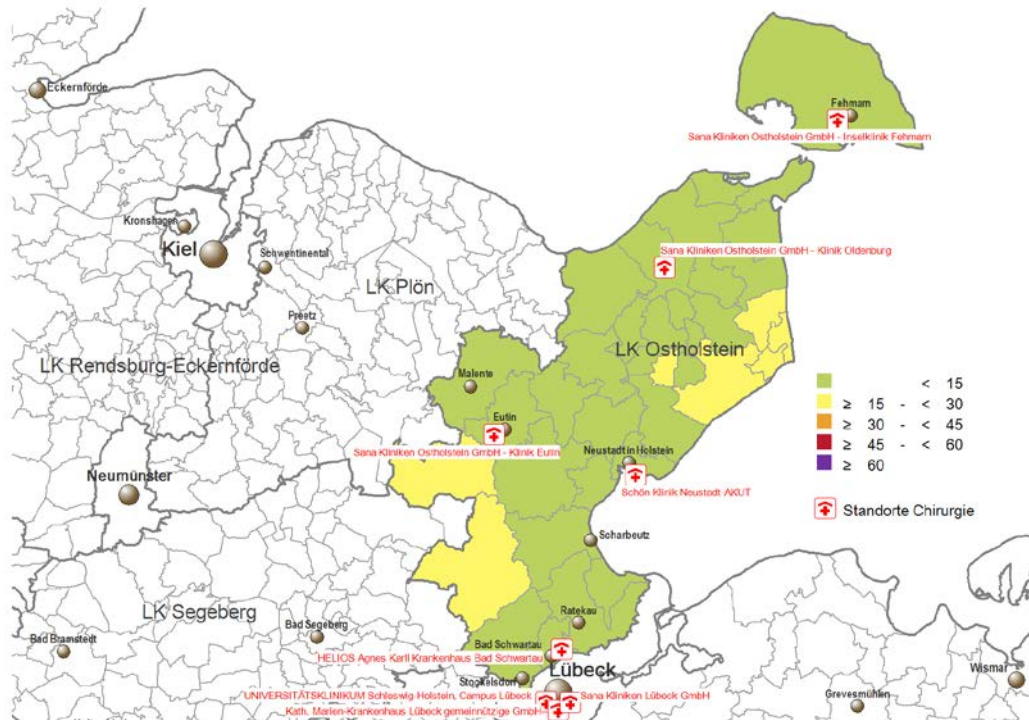 Eckernförde
Fehmarn
Sana Kliniken Ostholstein GmbH - Inselklinik Fehmarn
Kronshagen
Kiel
Schwentinental
Sana Kliniken Ostholstein GmbH - Klinik Oldenburg
LK Plön
Preetz
LK Rendsburg-Eckernförde
LK Ostholstein
Malente
< 15
≥ 15 - < 30
≥ 30 - < 45
≥ 45 - < 60
≥ 60
Eutin
Sana Kliniken Ostholstein GmbH - Klinik Eutin
Neustadt in Holstein
Neumünster
Schön Klinik Neustadt AKUT
Standorte Chirurgie
Scharbeutz
LK Segeberg
Ratekau
Bad Segeberg
Bad Bramstedt
Bad Schwartau
HELIOS Agnes Karll Krankenhaus Bad Schwartau
Lübeck
Wismar
Stockelsdorf
UNIVERSITÄTSKLINIKUM Schleswig-Holstein, Campus Lübeck
Sana Kliniken Lübeck GmbH
Grevesmühlen
Kath. Marien-Krankenhaus Lübeck gemeinnützige GmbH